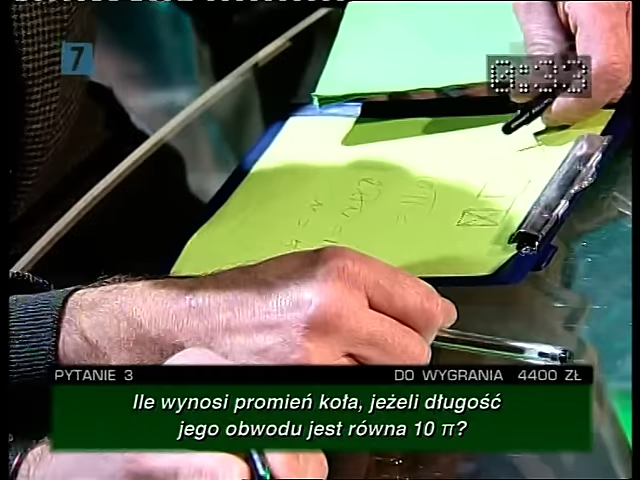 7
0:33
PYTANIE 3 DO WYGRANIA 4400 ZŁ
Ile wynosi promień koła, jeżeli długość
jego obwodu jest równa 10 π?